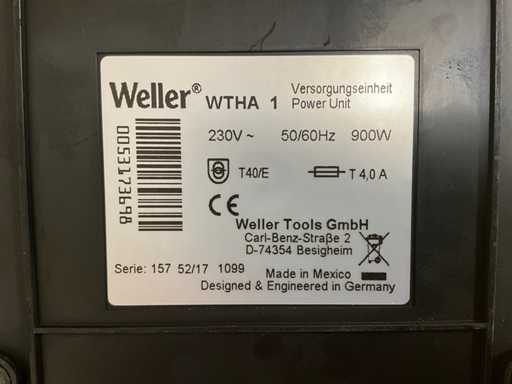 Weller® WTHA 1 Versorgungseinheit
Power Unit
230V ~ 50/60Hz 900W
T40/E T 4,0 A
0053173698
CE
Weller Tools GmbH
Carl-Benz-Straße 2
D-74354 Besigheim
Serie: 157 52/17 1099 Made in Mexico
Designed & Engineered in Germany